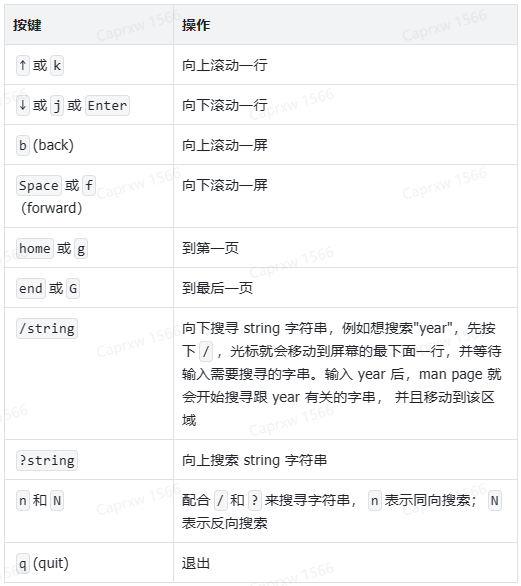 按键 操作
↑ 或 k 向上滚动一行
↓ 或 j 或 Enter 向下滚动一行
b (back) 向上滚动一屏
Space 或 f 向下滚动一屏
（forward）
home 或 g 到第一页
end 或 G 到最后一页
/string 向下搜寻 string 字符串，例如想搜索"year"，先按
下 / ，光标就会移动到屏幕的最下面一行，并等待
输入需要搜寻的字串。输入 year 后，man page 就
会开始搜寻跟 year 有关的字串， 并且移动到该区
域
?string 向上搜索 string 字符串
n 和 N 配合 / 和 ? 来搜寻字符串， n 表示同向搜索； N
表示反向搜索
q (quit) 退出
Caprxw 1566